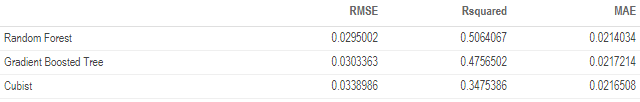 RMSE Rsquared MAE
Random Forest 0.0295002 0.5064067 0.0214034
Gradient Boosted Tree 0.0303363 0.4756502 0.0217214
Cubist 0.0338986 0.3475386 0.0216508